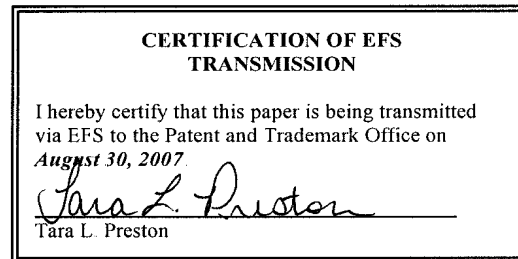 CERTIFICATION OF EFS
TRANSMISSION
I hereby certify that this paper is being transmitted
via EFS to the Patent and Trademark Office on
August 30, 2007
Tara L. Preston
Tara L. Preston